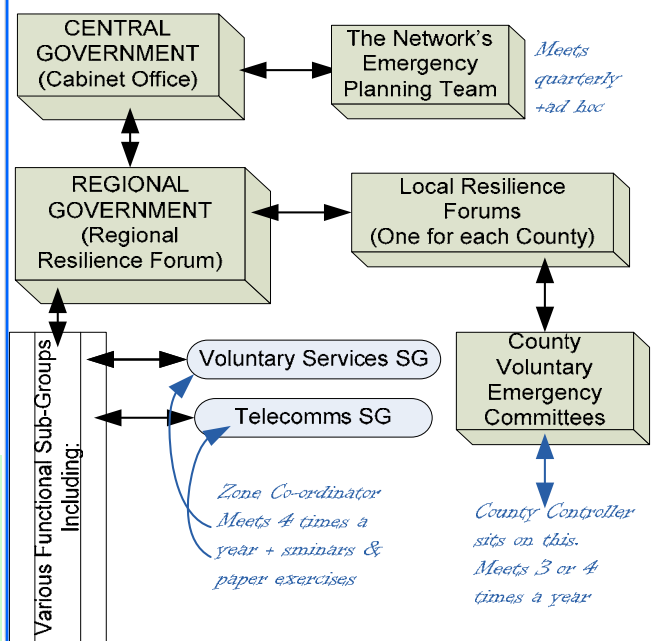 CENTRAL
GOVERNMENT
(Cabinet Office)
The Network's
Emergency
Planning Team
Meets
quarterly
+ad hoc
REGIONAL
GOVERNMENT
(Regional
Resilience Forum)
Local Resilience
Forums
(One for each County)
Various Functional Sub-Groups
Including:
Voluntary Services SG
Telecomms SG
County
Voluntary
Emergency
Committees
Zone Co-ordinator
Meets 4 times a
year + sminars &
paper exercises
County Controller
sits on this.
Meets 3 or 4
times a year